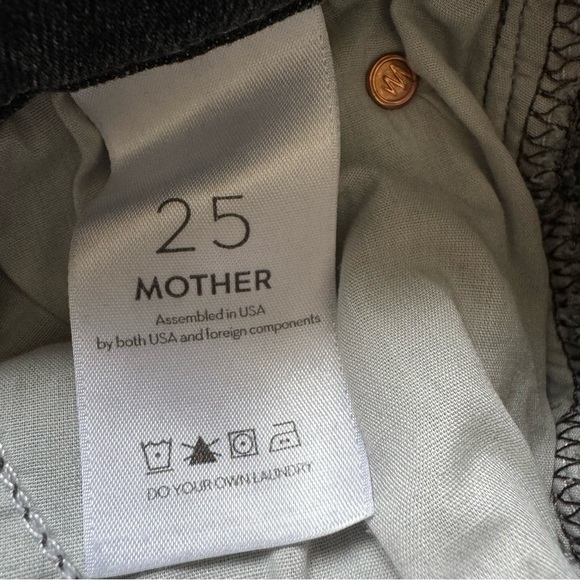 25
MOTHER
Assembled in USA
by both USA and foreign components
DO YOUR OWN LAUNDRY